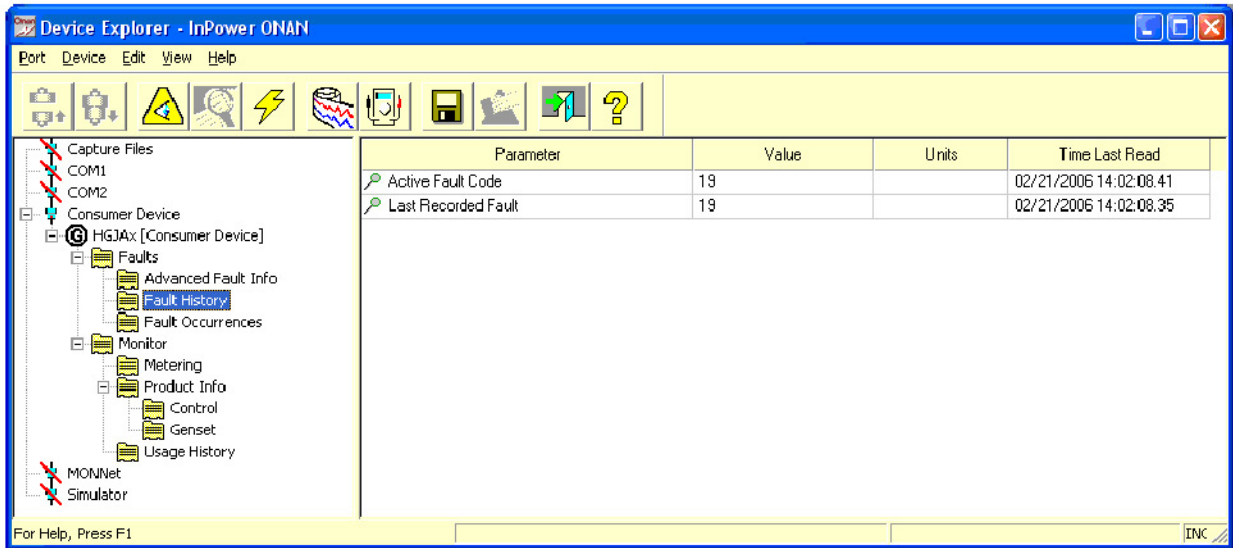 Device Explorer - InPower ONAN
Port Device Edit View Help
Capture Files
COM1
COM2
Consumer Device
HGJAx [Consumer Device]
Faults
Advanced Fault Info
Fault History
Fault Occurrences
Monitor
Metering
Product Info
Control
Genset
Usage History
MONNet
Simulator
Parameter Value Units Time Last Read
Active Fault Code 19 02/21/2006 14:02:08.41
Last Recorded Fault 19 02/21/2006 14:02:08.35
For Help, Press F1
INC